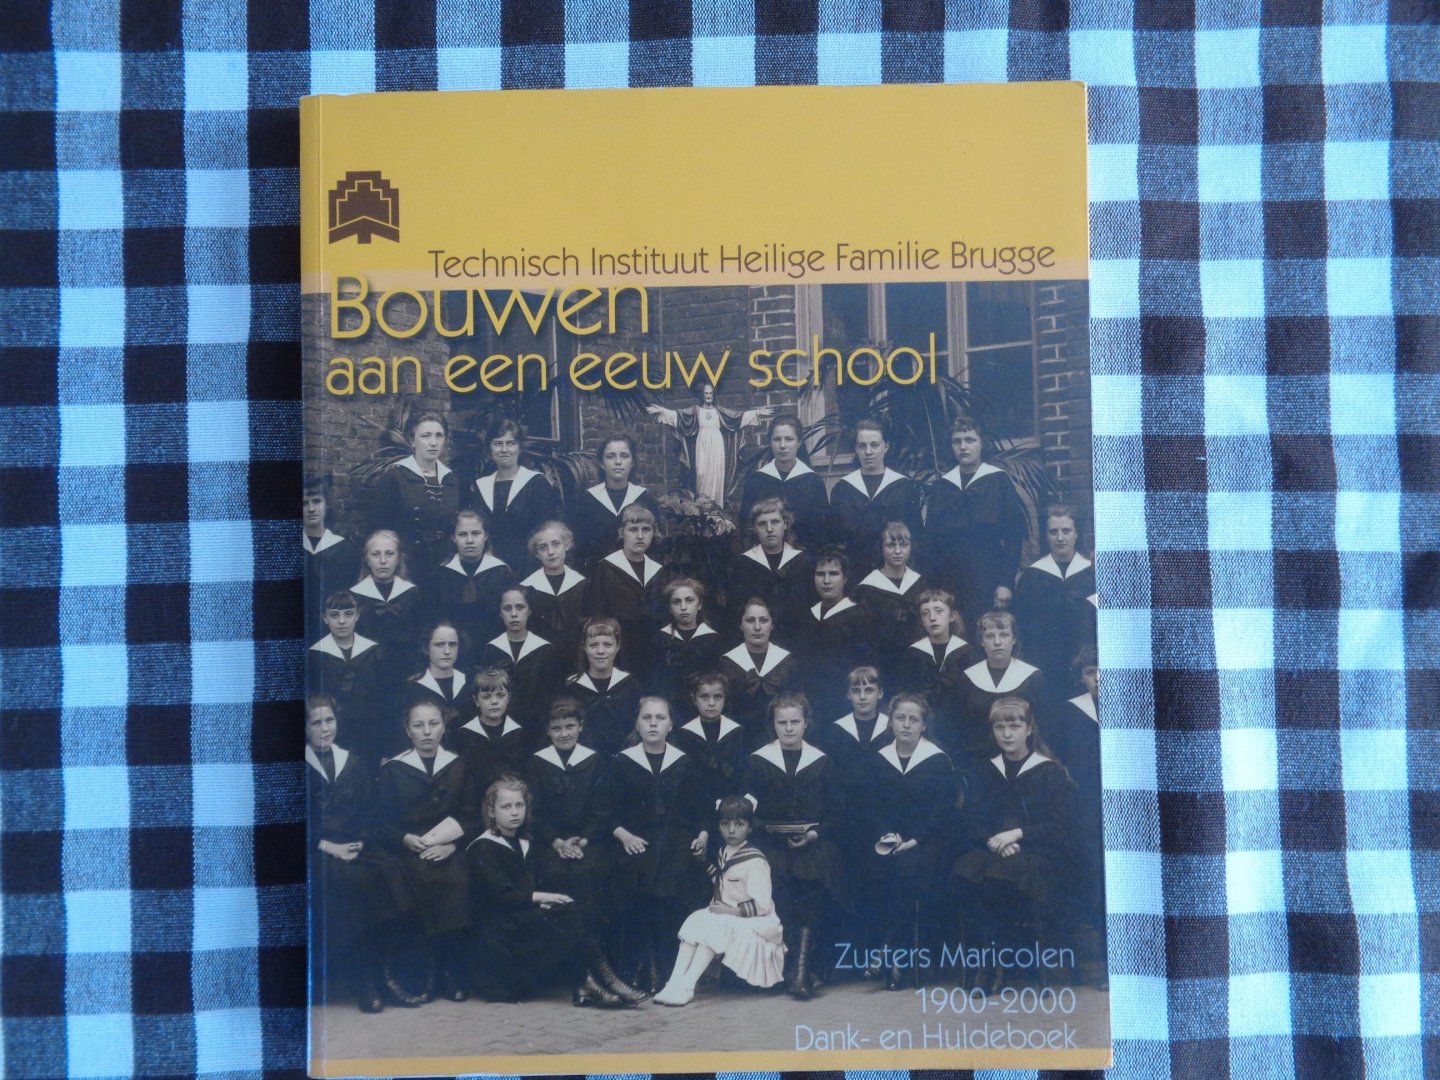 Technisch Instituut Heilige Familie Brugge
Bouwen
aan een eeuw school
Zusters Maricolen
1900-2000
Dank- en Huldeboek